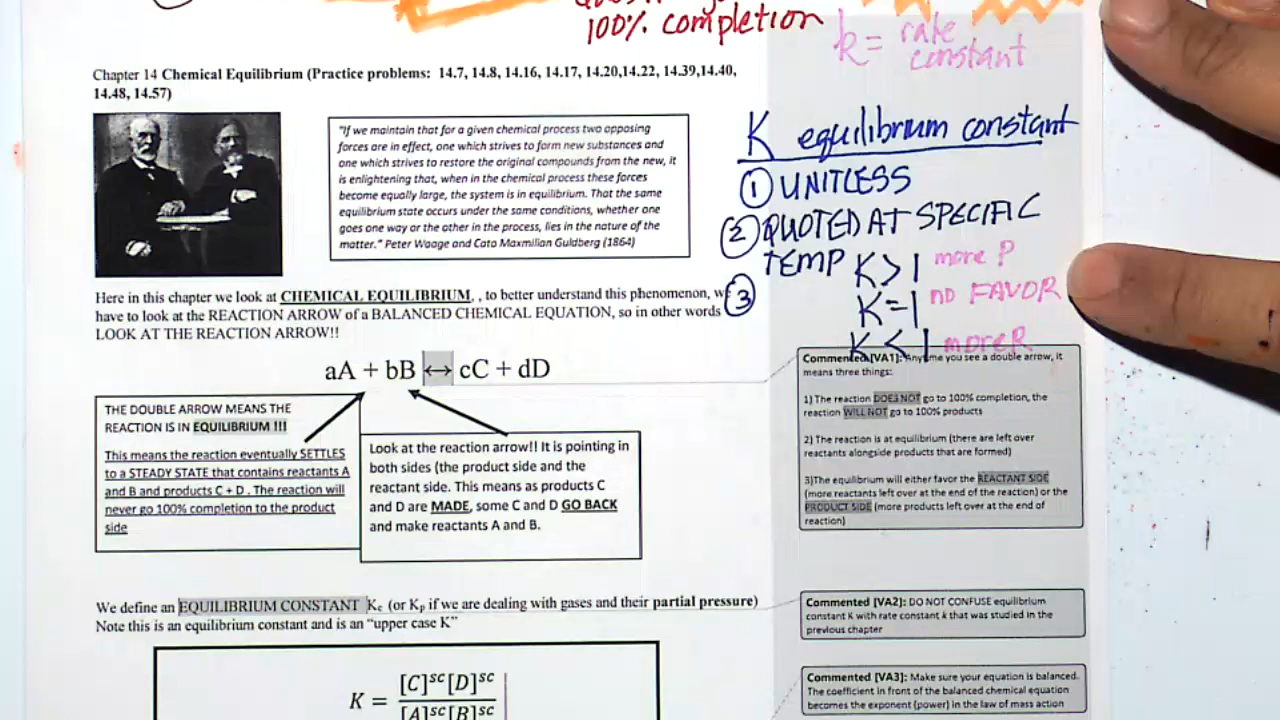 100% completion
k = rate
constant
Chapter 14 Chemical Equilibrium (Practice problems: 14.7, 14.8, 14.16, 14.17, 14.20,14.22, 14.39,14.40,
14.48, 14.57)
"If we maintain that for a given chemical process two opposing
forces are in effect, one which strives to form new substances and
one which strives to restore the original compounds from the new, it
is enlightening that, when in the chemical process these forces
become equally large, the system is in equilibrium. That the same
equilibrium state occurs under the same conditions, whether one
goes one way or the other in the process, lies in the nature of the
matter." Peter Waage and Cato Maxmilian Guldberg (1864)
K equilibrium constant
① UNITLESS
② QUOTED AT SPECIFIC
TEMP
③ K > 1 more P
K = 1 no FAVOR
K < 1 more R
Here in this chapter we look at CHEMICAL EQUILIBRIUM, , to better understand this phenomenon, we
have to look at the REACTION ARROW of a BALANCED CHEMICAL EQUATION, so in other words
LOOK AT THE REACTION ARROW!!
aA + bB ↔ cC + dD
THE DOUBLE ARROW MEANS THE
REACTION IS IN EQUILIBRIUM !!!
This means the reaction eventually SETTLES
to a STEADY STATE that contains reactants A
and B and products C + D . The reaction will
never go 100% completion to the product
side
Look at the reaction arrow!! It is pointing in
both sides (the product side and the
reactant side. This means as products C
and D are MADE, some C and D GO BACK
and make reactants A and B.
Commented [VA1]: Anytime you see a double arrow, it
means three things:
1) The reaction DOES NOT go to 100% completion, the
reaction WILL NOT go to 100% products
2) The reaction is at equilibrium (there are left over
reactants alongside products that are formed)
3)The equilibrium will either favor the REACTANT SIDE
(more reactants left over at the end of the reaction) or the
PRODUCT SIDE (more products left over at the end of
reaction)
We define an EQUILIBRIUM CONSTANT Kc (or Kp if we are dealing with gases and their partial pressure)
Note this is an equilibrium constant and is an “upper case K”
Commented [VA2]: DO NOT CONFUSE equilibrium
constant K with rate constant k that was studied in the
previous chapter
K = [C]^sc[D]^sc
[A]^sc[B]^sc
Commented [VA3]: Make sure your equation is balanced.
The coefficient in front of the balanced chemical equation
becomes the exponent (power) in the law of mass action